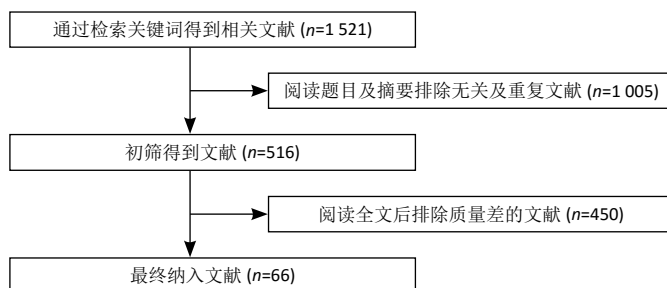 通过检索关键词得到相关文献 (n=1 521)
阅读题目及摘要排除无关及重复文献 (n=1 005)
初筛得到文献 (n=516)
阅读全文后排除质量差的文献 (n=450)
最终纳入文献 (n=66)